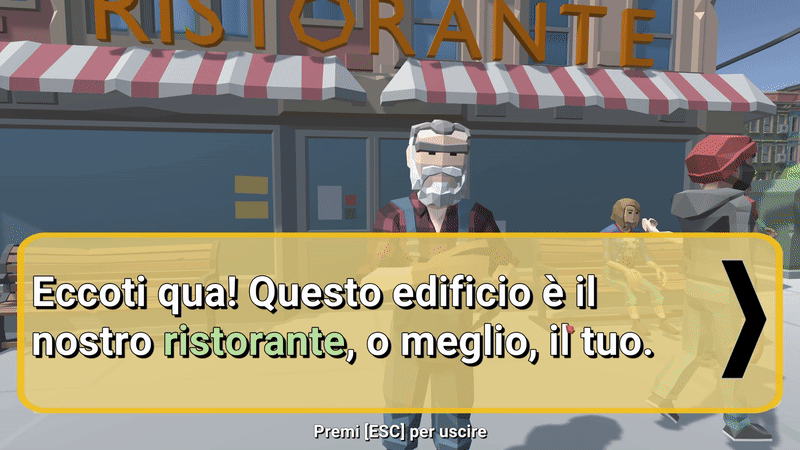 RISTORANTE
Eccoti qua! Questo edificio è il
nostro ristorante, o meglio, il tuo.
Premi [ESC] per uscire